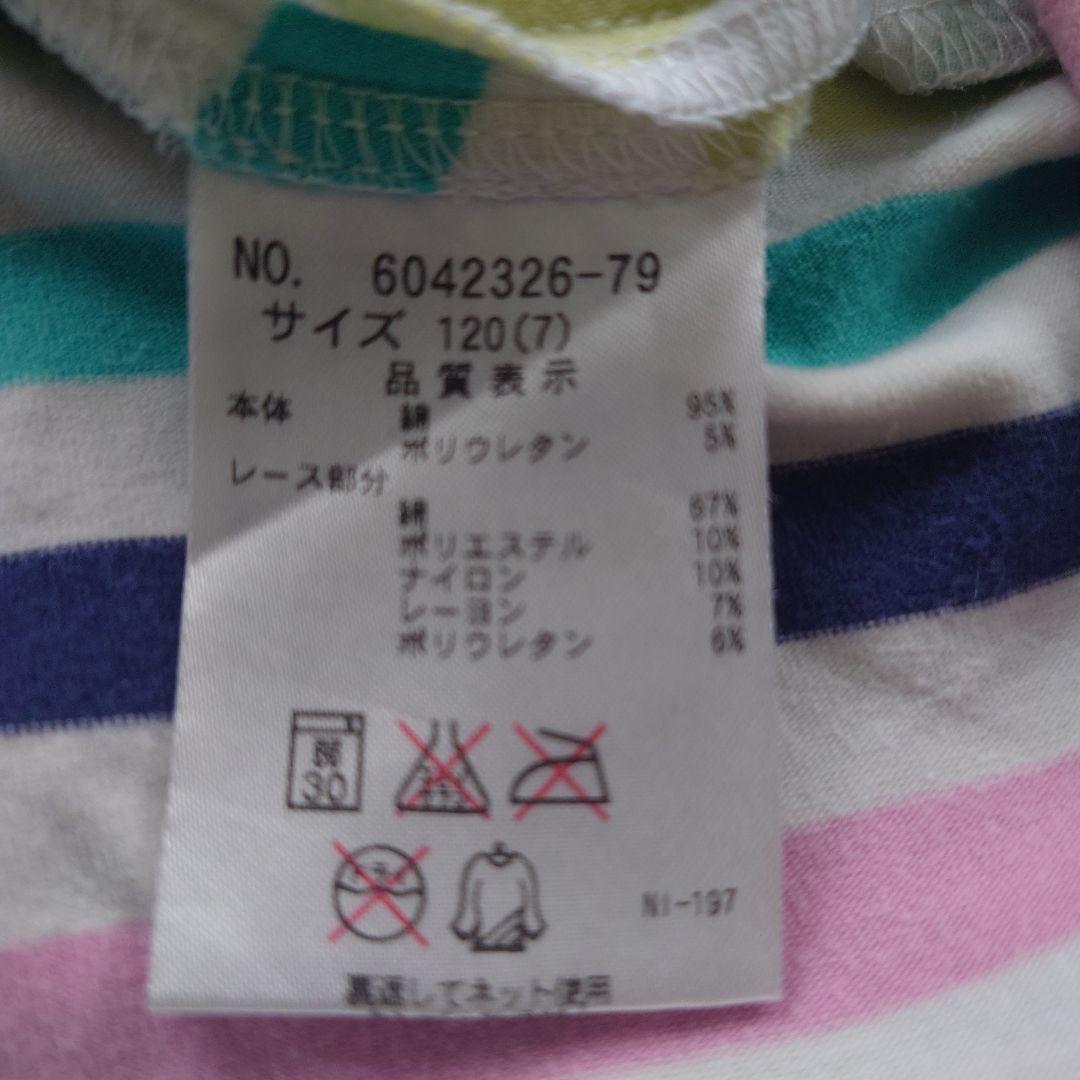 NO. 6042326-79
サイズ 120(7)
品質表示
本体 綿 95%
ポリウレタン 5%
レース部分
綿 67%
ポリエステル 10%
ナイロン 10%
レーヨン 7%
ポリウレタン 6%
弱
30
NI-197
裏返してネット使用